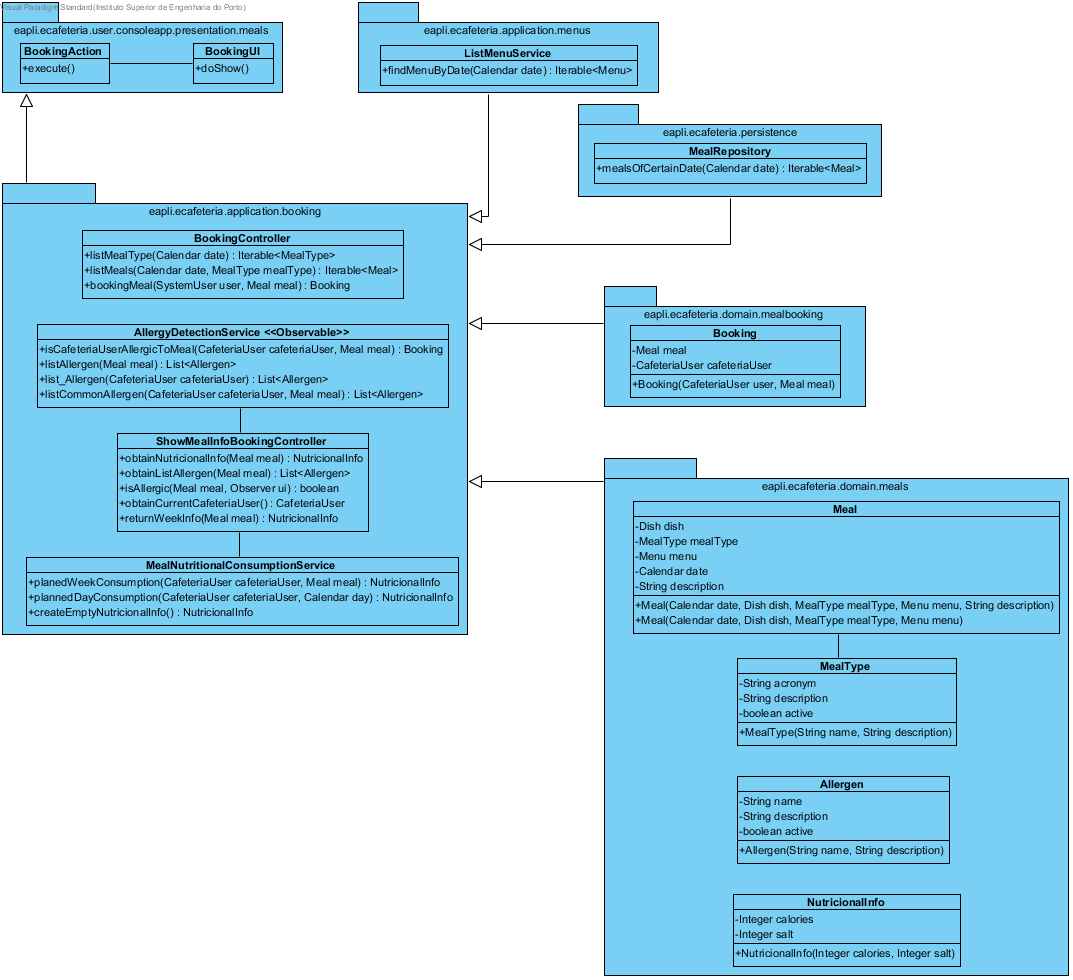 Visual Paradigm Standard(Instituto Superior de Engenharia do Porto)
eapli.ecafeteria.user.consoleapp.presentation.meals
BookingAction
+execute()
BookingUI
+doShow()
eapli.ecafeteria.application.menus
ListMenuService
+findMenuByDate(Calendar date) : Iterable<Menu>
eapli.ecafeteria.persistence
MealRepository
+mealsOfCertainDate(Calendar date) : Iterable<Meal>
eapli.ecafeteria.application.booking
BookingController
+listMealType(Calendar date) : Iterable<MealType>
+listMeals(Calendar date, MealType mealType) : Iterable<Meal>
+bookingMeal(SystemUser user, Meal meal) : Booking
AllergyDetectionService <<Observable>>
+isCafeteriaUserAllergicToMeal(CafeteriaUser cafeteriaUser, Meal meal) : Booking
+listAllergen(Meal meal) : List<Allergen>
+list_Allergen(CafeteriaUser cafeteriaUser) : List<Allergen>
+listCommonAllergen(CafeteriaUser cafeteriaUser, Meal meal) : List<Allergen>
ShowMealInfoBookingController
+obtainNutricionalInfo(Meal meal) : NutricionalInfo
+obtainListAllergen(Meal meal) : List<Allergen>
+isAllergic(Meal meal, Observer ui) : boolean
+obtainCurrentCafeteriaUser() : CafeteriaUser
+returnWeekInfo(Meal meal) : NutricionalInfo
MealNutritionalConsumptionService
+planedWeekConsumption(CafeteriaUser cafeteriaUser, Meal meal) : NutricionalInfo
+plannedDayConsumption(CafeteriaUser cafeteriaUser, Calendar day) : NutricionalInfo
+createEmptyNutricionalInfo() : NutricionalInfo
eapli.ecafeteria.domain.mealbooking
Booking
-Meal meal
-CafeteriaUser cafeteriaUser
+Booking(CafeteriaUser user, Meal meal)
eapli.ecafeteria.domain.meals
Meal
-Dish dish
-MealType mealType
-Menu menu
-Calendar date
-String description
+Meal(Calendar date, Dish dish, MealType mealType, Menu menu, String description)
+Meal(Calendar date, Dish dish, MealType mealType, Menu menu)
MealType
-String acronym
-String description
-boolean active
+MealType(String name, String description)
Allergen
-String name
-String description
-boolean active
+Allergen(String name, String description)
NutricionalInfo
-Integer calories
-Integer salt
+NutricionalInfo(Integer calories, Integer salt)